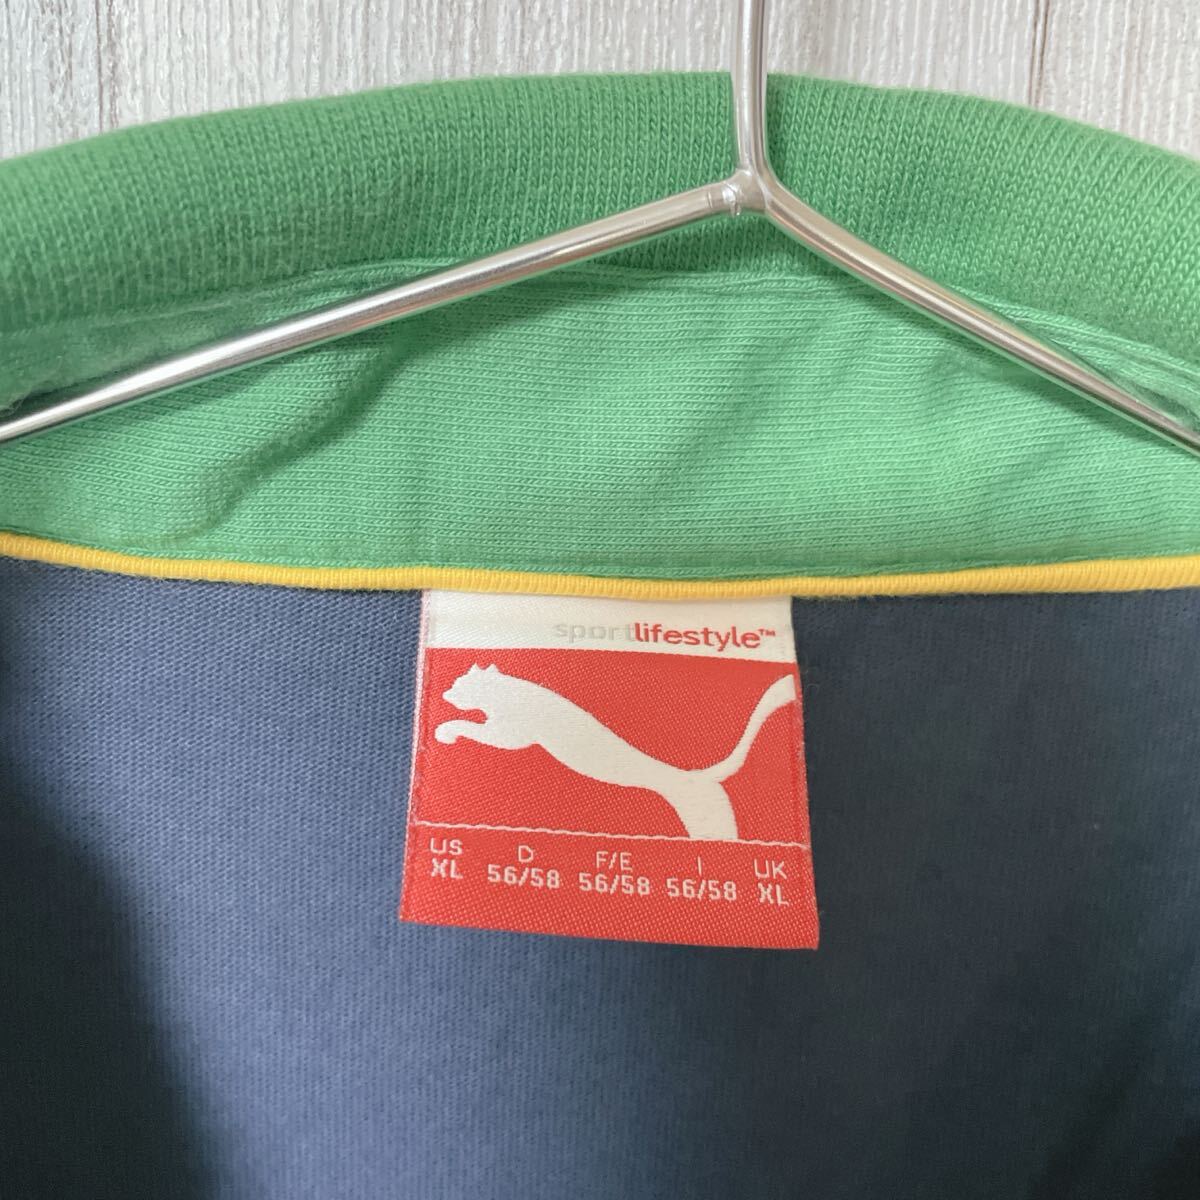 sportlifestyle™
US D F/E I UK
XL 56/58 56/58 56/58 XL